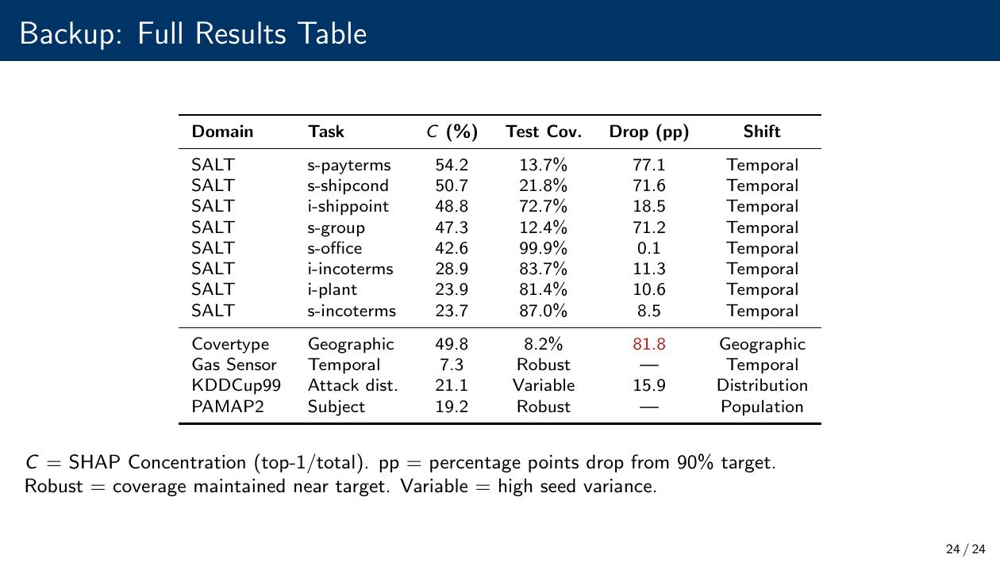 Backup: Full Results Table
Domain Task C (%) Test Cov. Drop (pp) Shift
SALT s-payterms 54.2 13.7% 77.1 Temporal
SALT s-shipcond 50.7 21.8% 71.6 Temporal
SALT i-shippoint 48.8 72.7% 18.5 Temporal
SALT s-group 47.3 12.4% 71.2 Temporal
SALT s-office 42.6 99.9% 0.1 Temporal
SALT i-incoterms 28.9 83.7% 11.3 Temporal
SALT i-plant 23.9 81.4% 10.6 Temporal
SALT s-incoterms 23.7 87.0% 8.5 Temporal
Covertype Geographic 49.8 8.2% 81.8 Geographic
Gas Sensor Temporal 7.3 Robust — Temporal
KDDCup99 Attack dist. 21.1 Variable 15.9 Distribution
PAMAP2 Subject 19.2 Robust — Population
C = SHAP Concentration (top-1/total). pp = percentage points drop from 90% target.
Robust = coverage maintained near target. Variable = high seed variance.
24 / 24